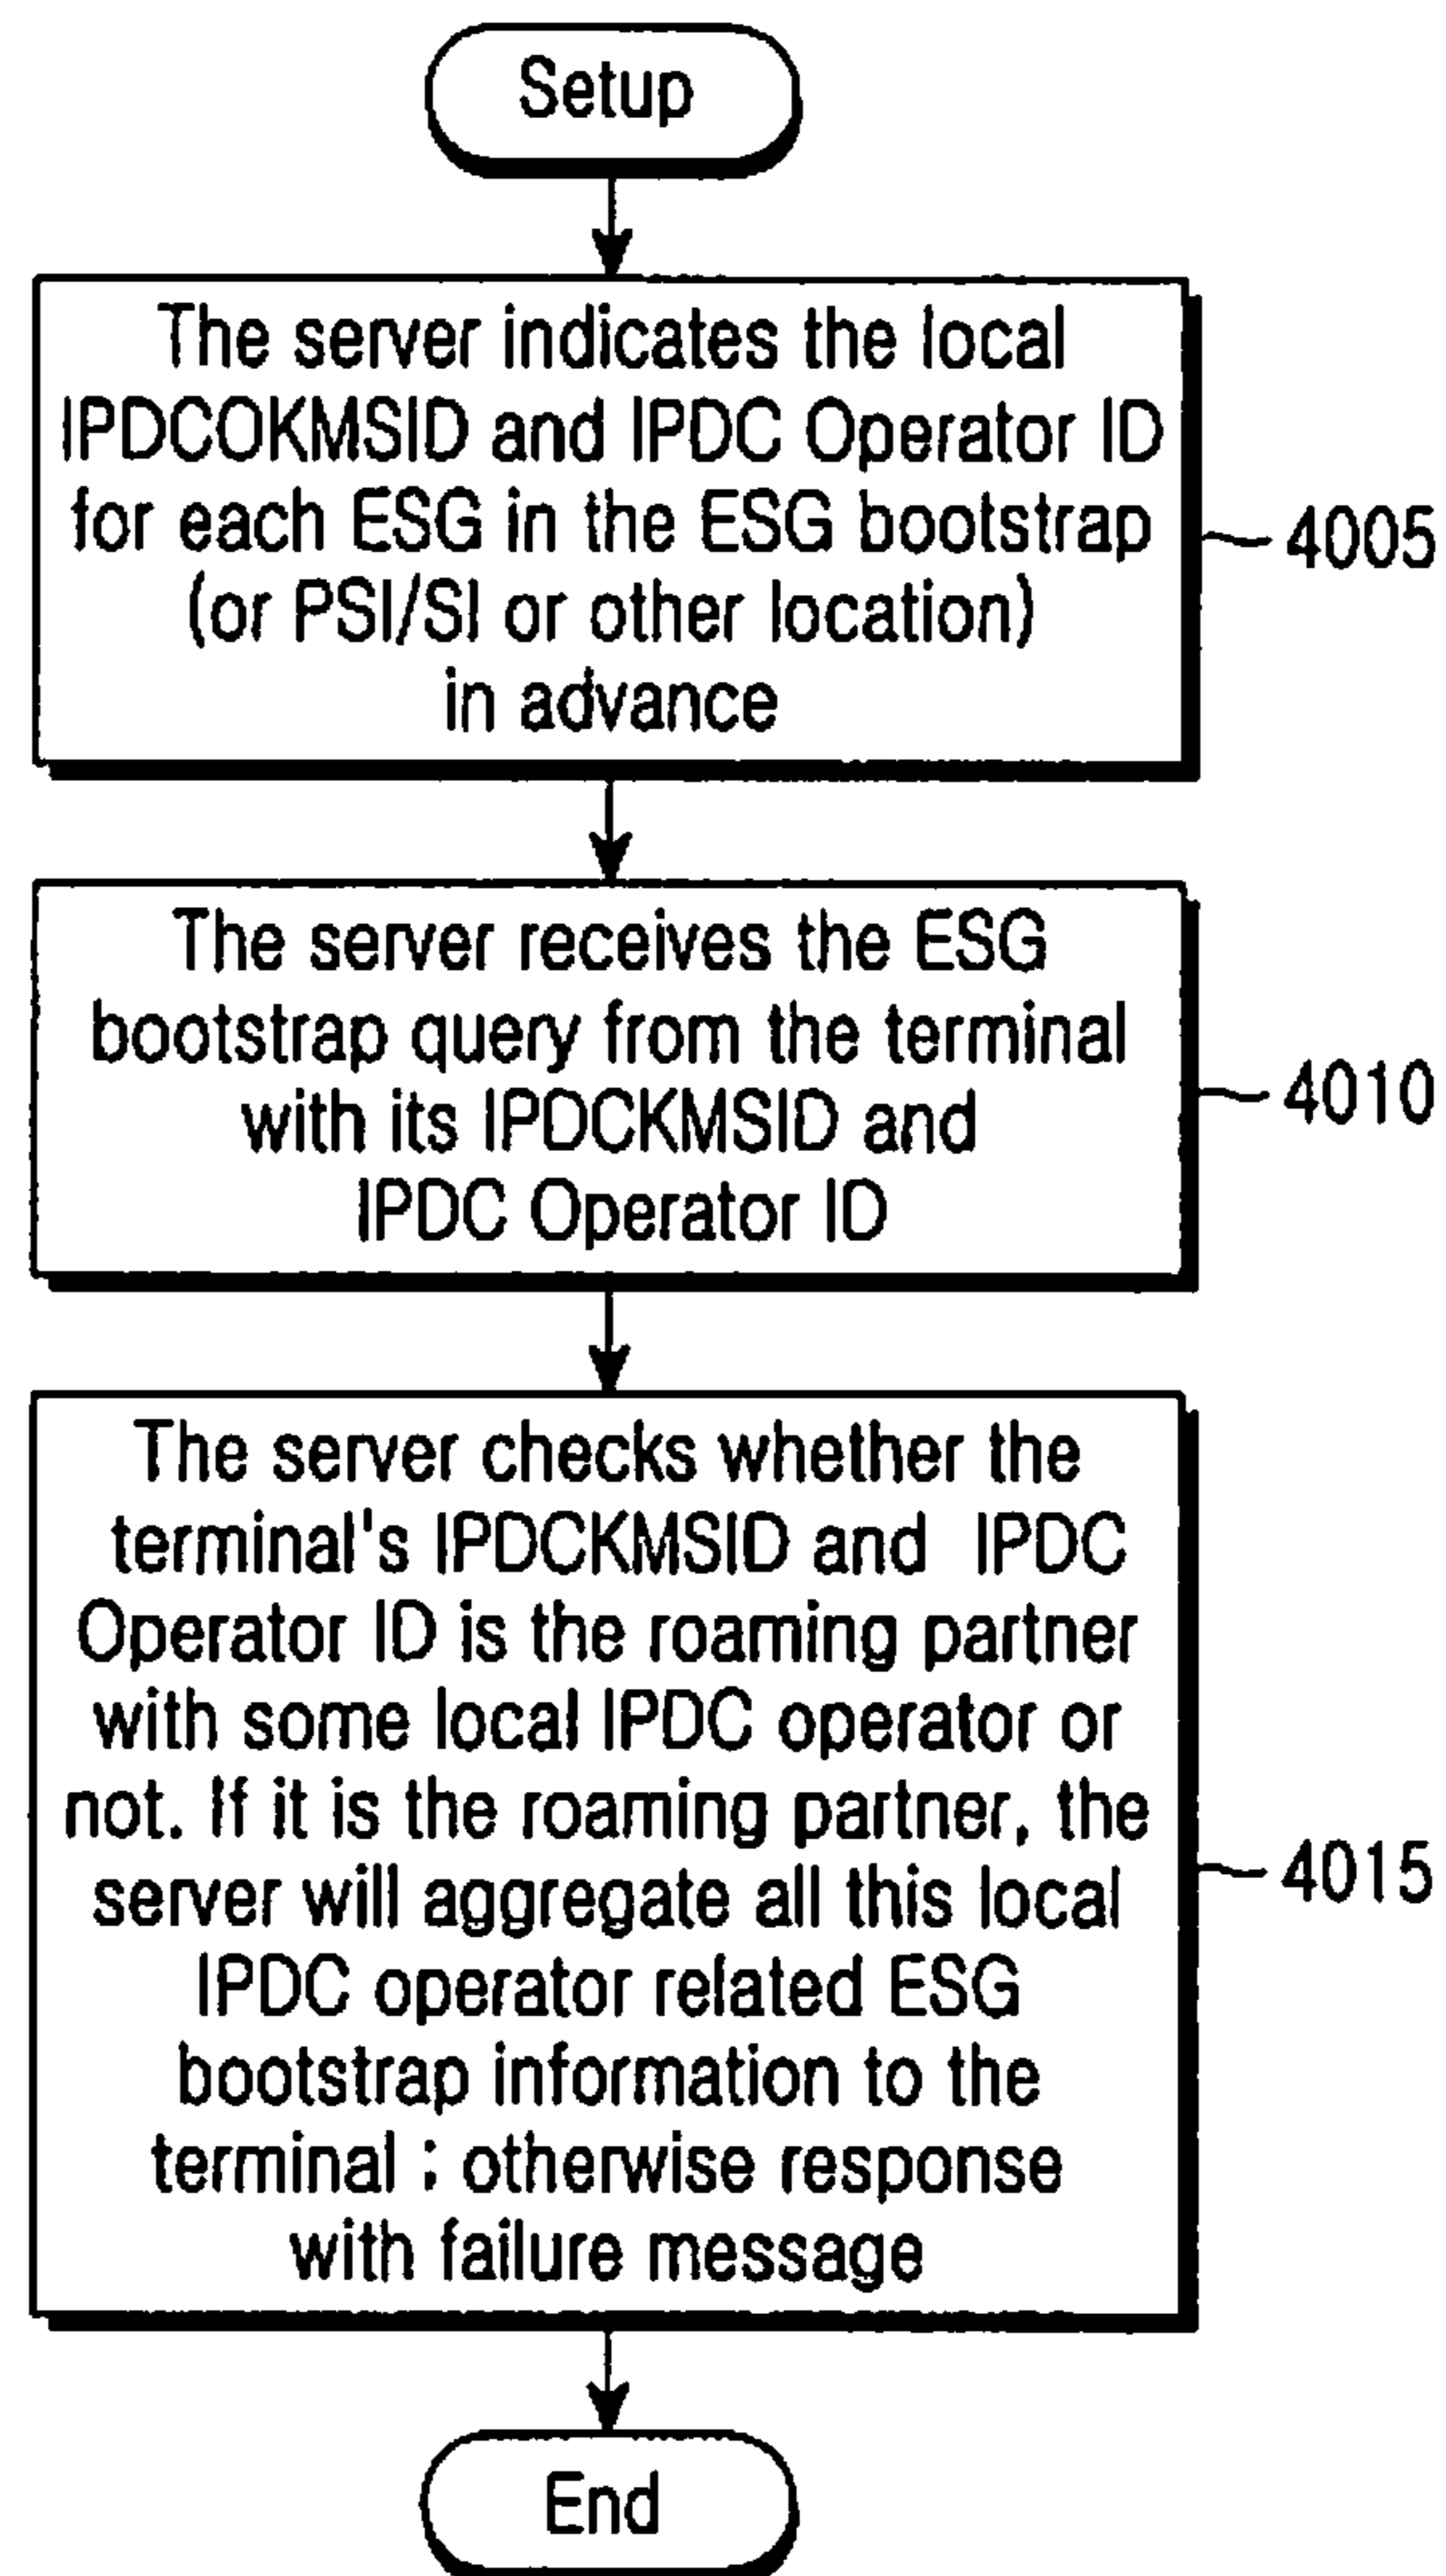 Setup
The server indicates the local
IPDCOKMSID and IPDC Operator ID
for each ESG in the ESG bootstrap
(or PSI/SI or other location)
in advance
4005
The server receives the ESG
bootstrap query from the terminal
with its IPDCKMSID and
IPDC Operator ID
4010
The server checks whether the
terminal's IPDCKMSID and IPDC
Operator ID is the roaming partner
with some local IPDC operator or
not. If it is the roaming partner, the
server will aggregate all this local
IPDC operator related ESG
bootstrap information to the
terminal ; otherwise response
with failure message
4015
End